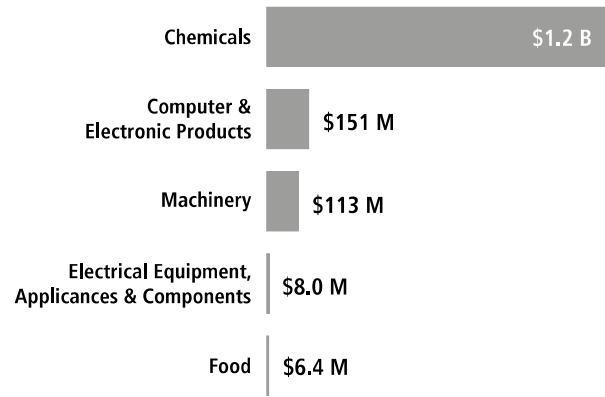 Chemicals
$1.2 B
Computer &
Electronic Products
$151 M
Machinery
$113 M
Electrical Equipment,
Applicances & Components
$8.0 M
Food
$6.4 M